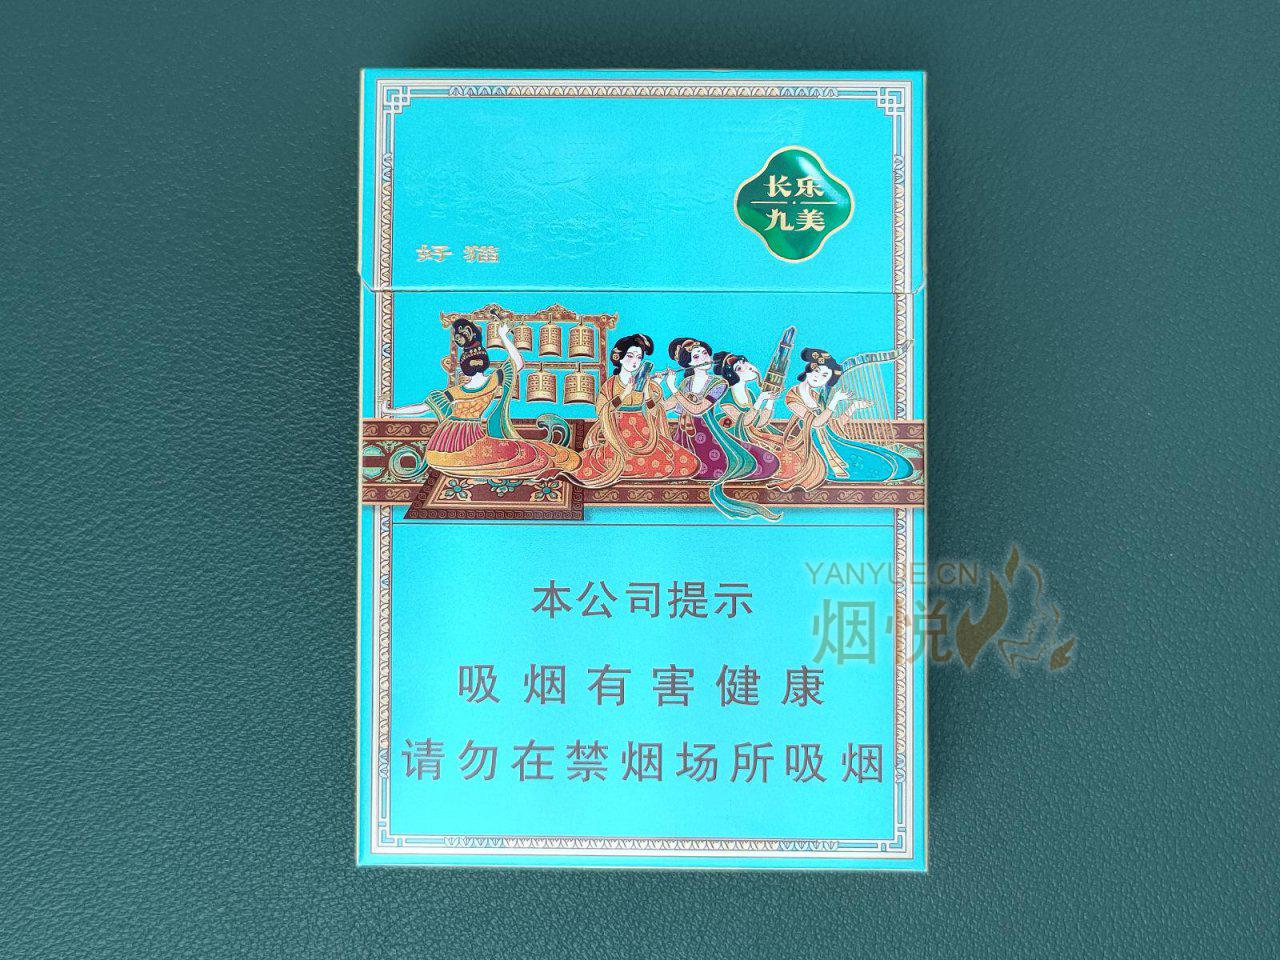 长乐
九美
好猫
本公司提示
吸烟有害健康
请勿在禁烟场所吸烟
YANYUE.CN
烟悦